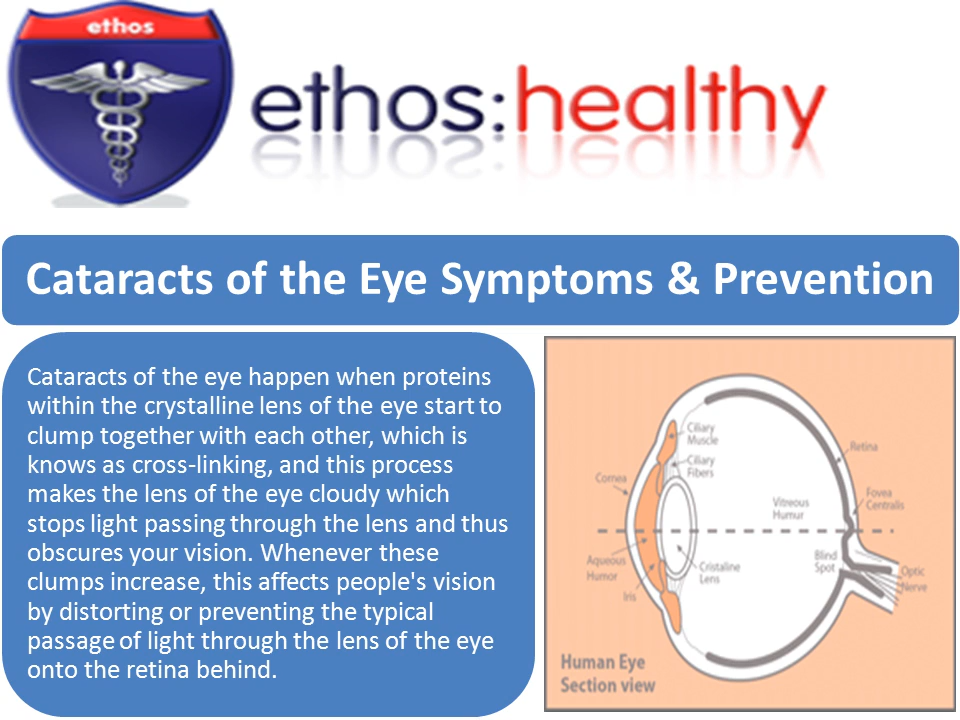 ethos
ethos:healthy
Cataracts of the Eye Symptoms & Prevention
Cataracts of the eye happen when proteins
within the crystalline lens of the eye start to
clump together with each other, which is
knows as cross-linking, and this process
makes the lens of the eye cloudy which
stops light passing through the lens and thus
obscures your vision. Whenever these
clumps increase, this affects people's vision
by distorting or preventing the typical
passage of light through the lens of the eye
onto the retina behind.
Ciliary
Muscle
Ciliary
Fibers
Cornea
Retina
Vitreous
Humur
Fovea
Centralis
Aqueous
Humor
Iris
Cristaline
Lens
Blind
Spot
Optic
Nerve
Human Eye
Section view